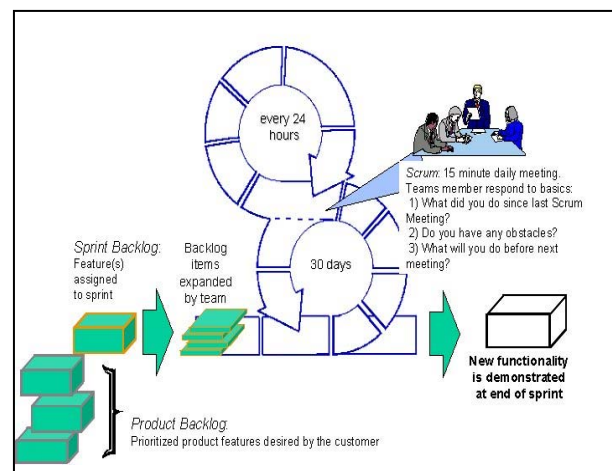 every 24
hours
Scrum: 15 minute daily meeting.
Teams member respond to basics:
1) What did you do since last Scrum
Meeting?
2) Do you have any obstacles?
3) What will you do before next
meeting?
30 days
Sprint Backlog:
Feature(s)
assigned
to sprint
Backlog
items
expanded
by team
New functionality
is demonstrated
at end of sprint
Product Backlog:
Prioritized product features desired by the customer